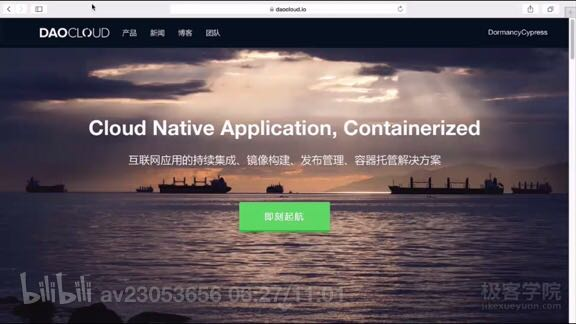 daocloud.io
DAOCLOUD 产品 新闻 博客 团队 DormancyCypress
Cloud Native Application, Containerized
互联网应用的持续集成、镜像构建、发布管理、容器托管解决方案
即刻起航
bilibili av23053656 06:27/11:01
极客学院
jikexueyuan.com